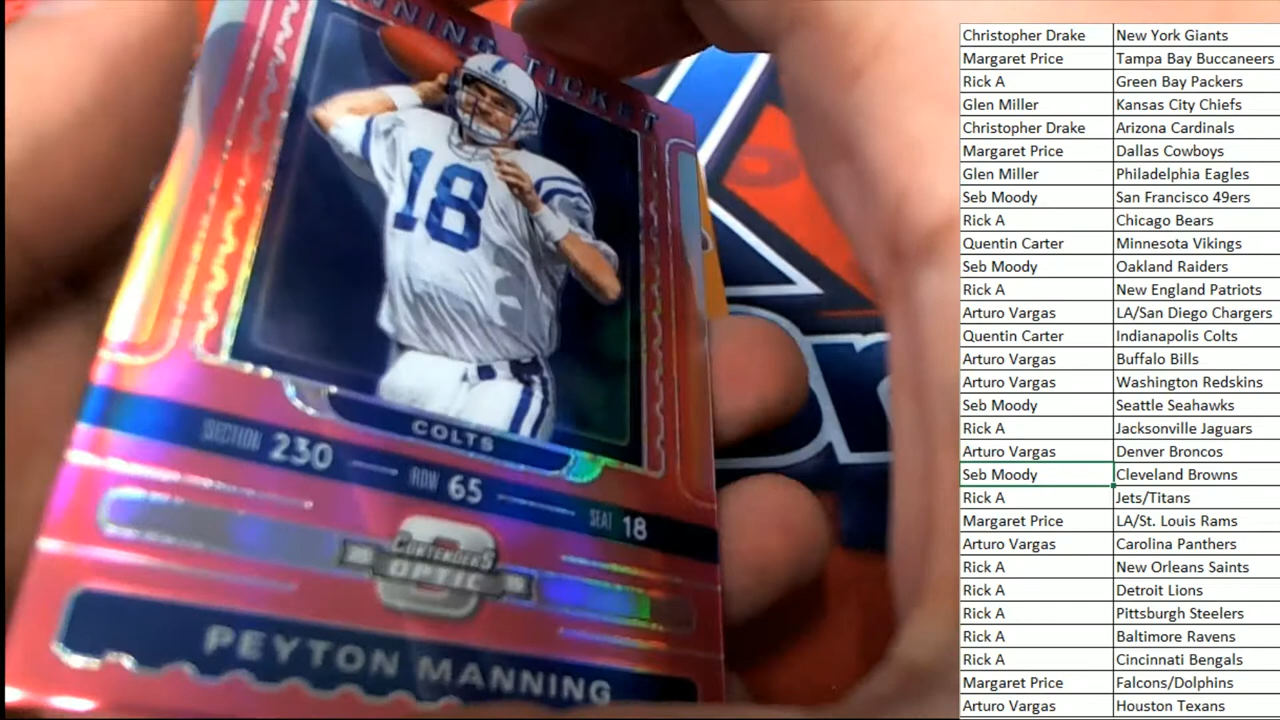 NNING TICKET
18
COLTS
SECTION 230 ROW 65 SEAT 18
CONTENDERS
OPTIC
PEYTON MANNING
Christopher Drake New York Giants
Margaret Price Tampa Bay Buccaneers
Rick A Green Bay Packers
Glen Miller Kansas City Chiefs
Christopher Drake Arizona Cardinals
Margaret Price Dallas Cowboys
Glen Miller Philadelphia Eagles
Seb Moody San Francisco 49ers
Rick A Chicago Bears
Quentin Carter Minnesota Vikings
Seb Moody Oakland Raiders
Rick A New England Patriots
Arturo Vargas LA/San Diego Chargers
Quentin Carter Indianapolis Colts
Arturo Vargas Buffalo Bills
Arturo Vargas Washington Redskins
Seb Moody Seattle Seahawks
Rick A Jacksonville Jaguars
Arturo Vargas Denver Broncos
Seb Moody Cleveland Browns
Rick A Jets/Titans
Margaret Price LA/St. Louis Rams
Arturo Vargas Carolina Panthers
Rick A New Orleans Saints
Rick A Detroit Lions
Rick A Pittsburgh Steelers
Rick A Baltimore Ravens
Rick A Cincinnati Bengals
Margaret Price Falcons/Dolphins
Arturo Vargas Houston Texans